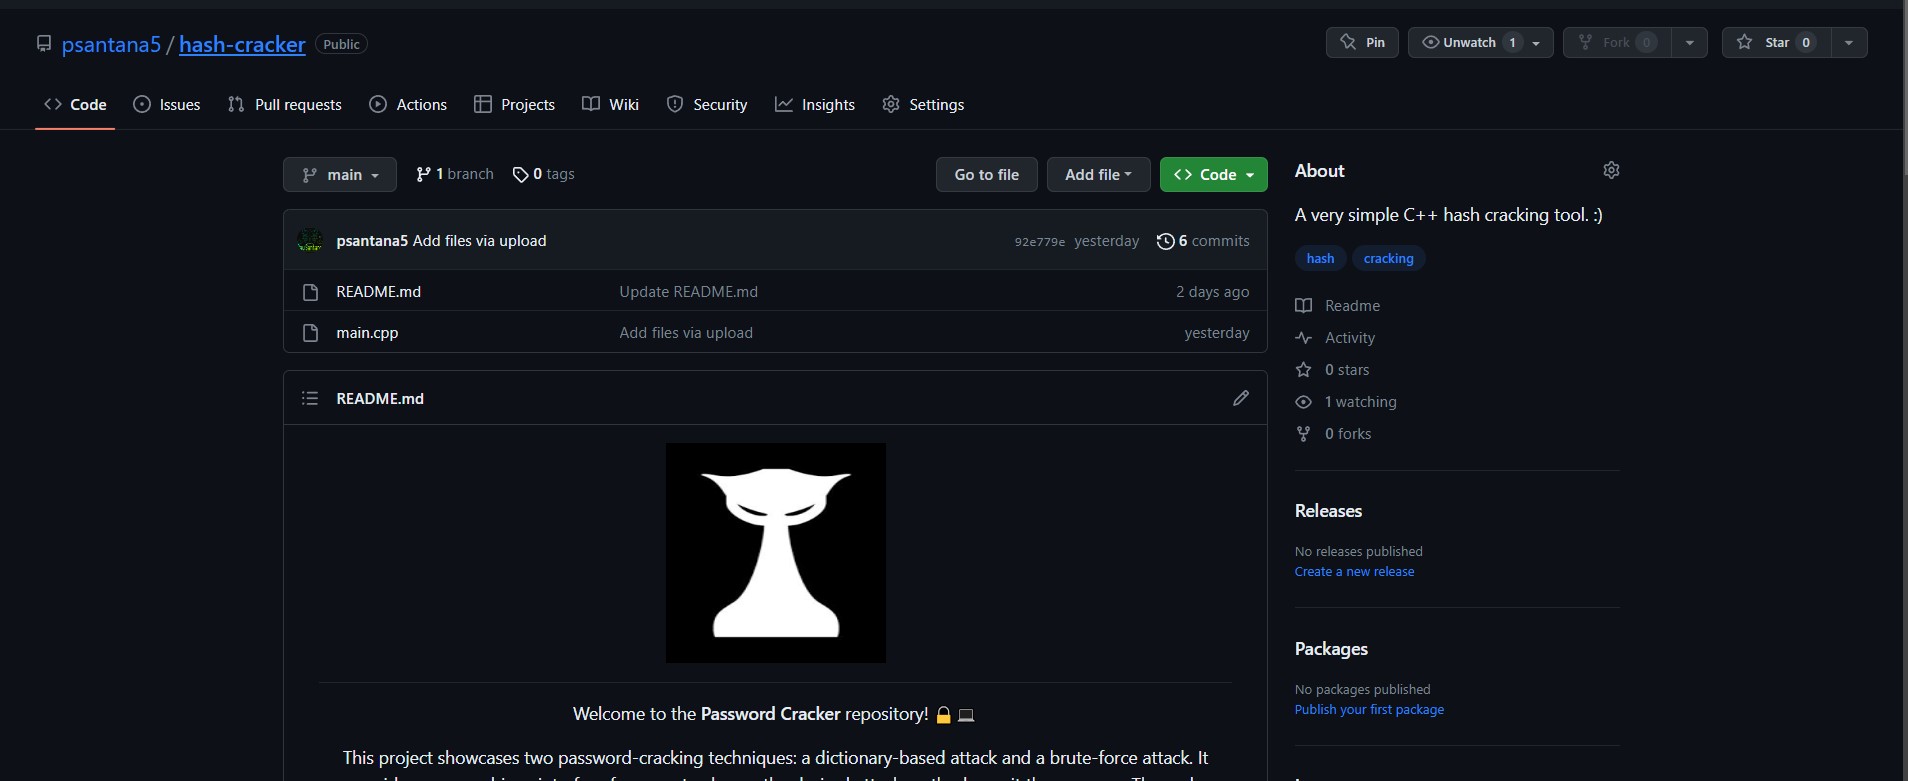 psantana5 / hash-cracker Public
Pin
Unwatch 1
Fork 0
Star 0
Code Issues Pull requests Actions Projects Wiki Security Insights Settings
main 1 branch 0 tags
Go to file Add file Code
psantana5 Add files via upload 92e779e yesterday 6 commits
README.md Update README.md 2 days ago
main.cpp Add files via upload yesterday
README.md
Welcome to the Password Cracker repository! 🔒 💻
This project showcases two password-cracking techniques: a dictionary-based attack and a brute-force attack. It
About
A very simple C++ hash cracking tool. :)
hash cracking
Readme
Activity
0 stars
1 watching
0 forks
Releases
No releases published
Create a new release
Packages
No packages published
Publish your first package